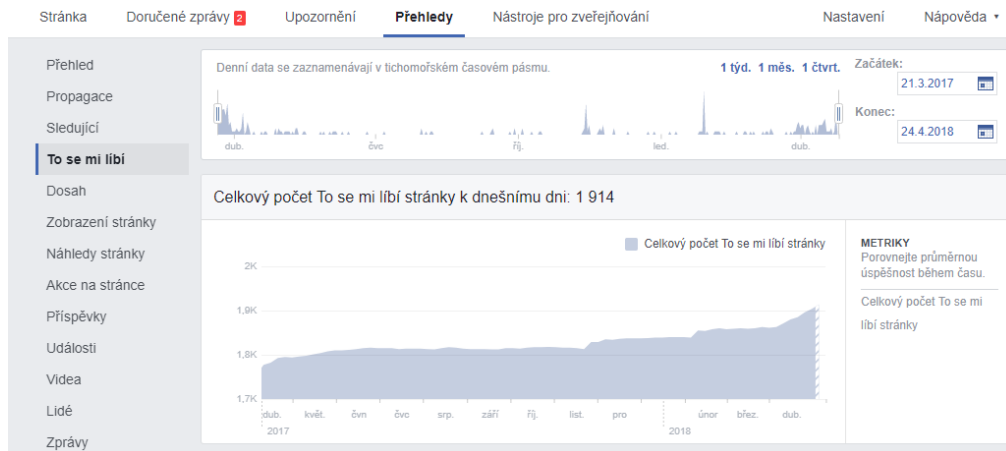 Stránka Doručené zprávy 2 Upozornění Přehledy Nástroje pro zveřejňování Nastavení Nápověda
Přehled
Propagace
Sledující
To se mi líbí
Dosah
Zobrazení stránky
Náhledy stránky
Akce na stránce
Příspěvky
Události
Videa
Lidé
Zprávy
Denní data se zaznamenávají v tichomořském časovém pásmu.
1 týd. 1 měs. 1 čtvrt.
Začátek:
21.3.2017
Konec:
24.4.2018
dub. čvc říj. led. dub.
Celkový počet To se mi líbí stránky k dnešnímu dni: 1 914
Celkový počet To se mi líbí stránky
2K
1,9K
1,8K
1,7K
dub. květ. čvn čvc srp. září říj. list. pro únor břez. dub.
2017 2018
METRIKY
Porovnejte průměrnou
úspěšnost během času.
Celkový počet To se mi
líbí stránky